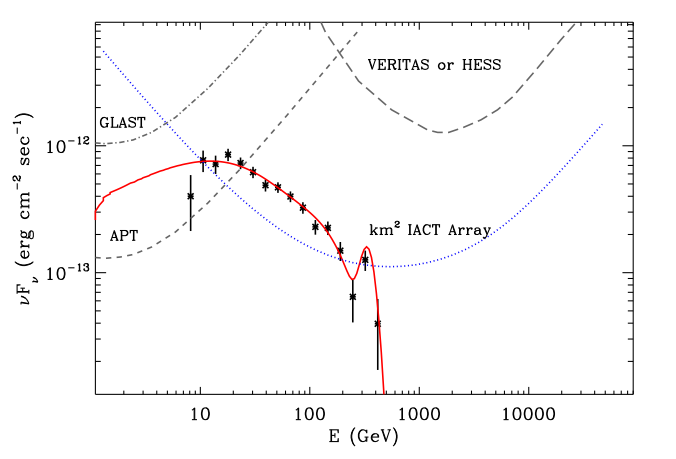 VERITAS or HESS
GLAST
10⁻¹²
km² IACT Array
APT
10⁻¹³
νFν (erg cm⁻² sec⁻¹)
10 100 1000 10000
E (GeV)